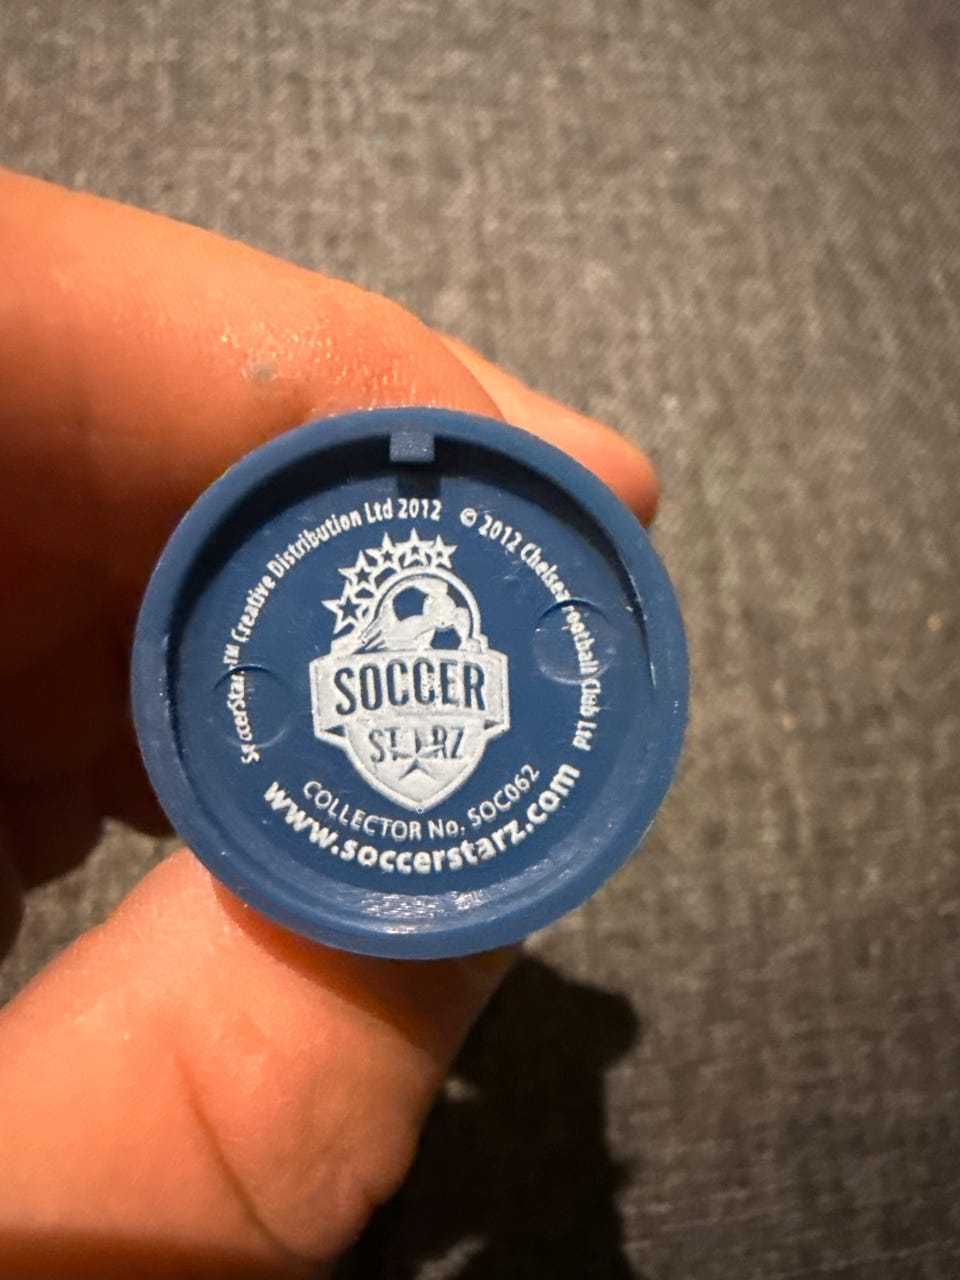 SoccerStarz™ Creative Distribution Ltd 2012
© 2012 Chelsea Football Club Ltd
SOCCER
STARZ
COLLECTOR No. SOC062
www.soccerstarz.com